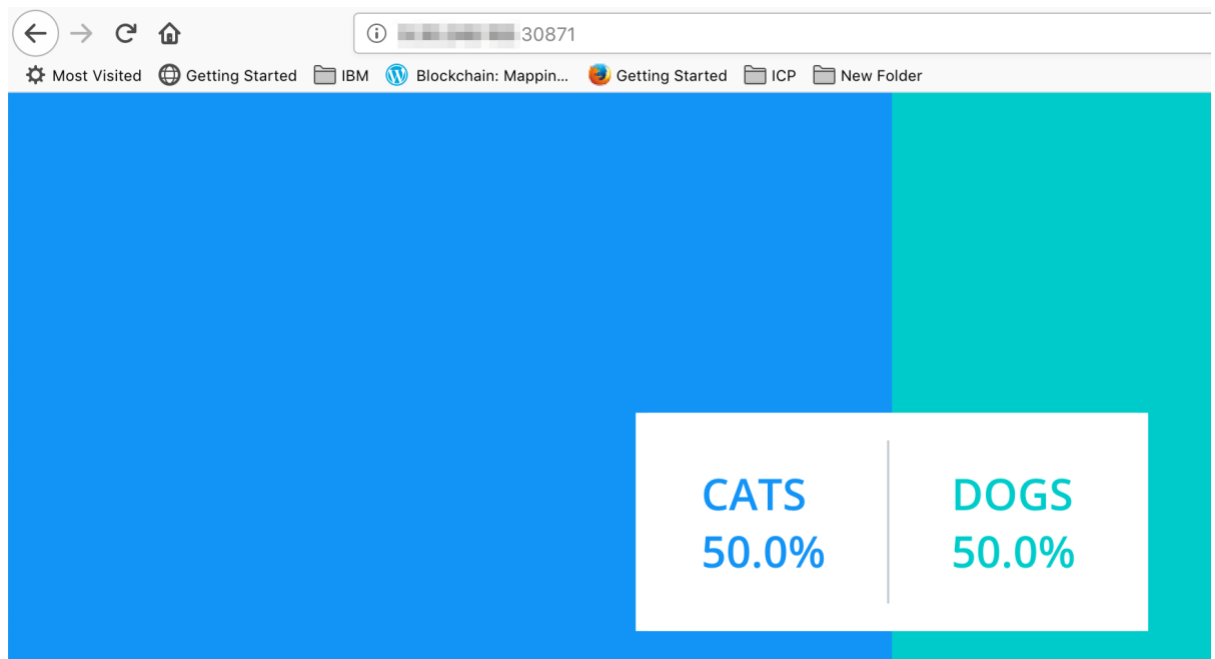 30871
Most Visited Getting Started IBM Blockchain: Mappin... Getting Started ICP New Folder
CATS DOGS
50.0% 50.0%